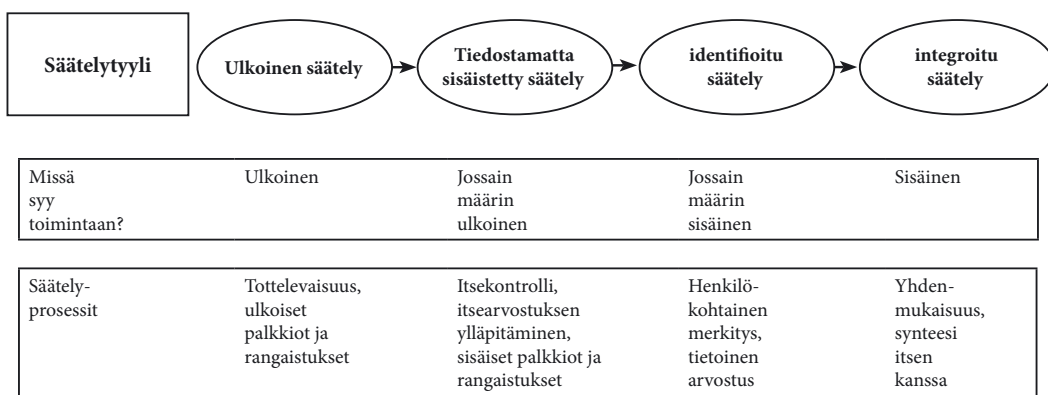 Säätelytyyli
Ulkoinen säätely
Tiedostamatta
sisäistetty säätely
identifioitu
säätely
integroitu
säätely
Missä
syy
toimintaan?
Ulkoinen
Jossain
määrin
ulkoinen
Jossain
määrin
sisäinen
Sisäinen
Säätely-
prosessit
Tottelevaisuus,
ulkoiset
palkkiot ja
rangaistukset
Itsekontrolli,
itsearvostuksen
ylläpitäminen,
sisäiset palkkiot ja
rangaistukset
Henkilö-
kohtainen
merkitys,
tietoinen
arvostus
Yhden-
mukaisuus,
synteesi
itsen
kanssa